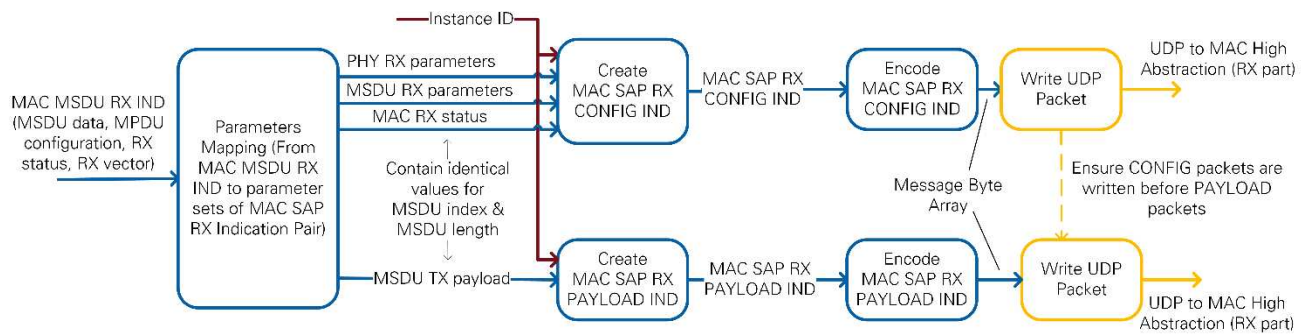 Instance ID
MAC MSDU RX IND
(MSDU data, MPDU
configuration, RX
status, RX vector)
Parameters
Mapping (From
MAC MSDU RX
IND to parameter
sets of MAC SAP
RX Indication Pair)
PHY RX parameters
MSDU RX parameters
MAC RX status
Contain identical
values for
MSDU index &
MSDU length
MSDU TX payload
Create
MAC SAP RX
CONFIG IND
MAC SAP RX
CONFIG IND
Encode
MAC SAP RX
CONFIG IND
Write UDP
Packet
UDP to MAC High
Abstraction (RX part)
Message Byte
Array
Ensure CONFIG packets are
written before PAYLOAD
packets
Create
MAC SAP RX
PAYLOAD IND
MAC SAP RX
PAYLOAD IND
Encode
MAC SAP RX
PAYLOAD IND
Write UDP
Packet
UDP to MAC High
Abstraction (RX part)